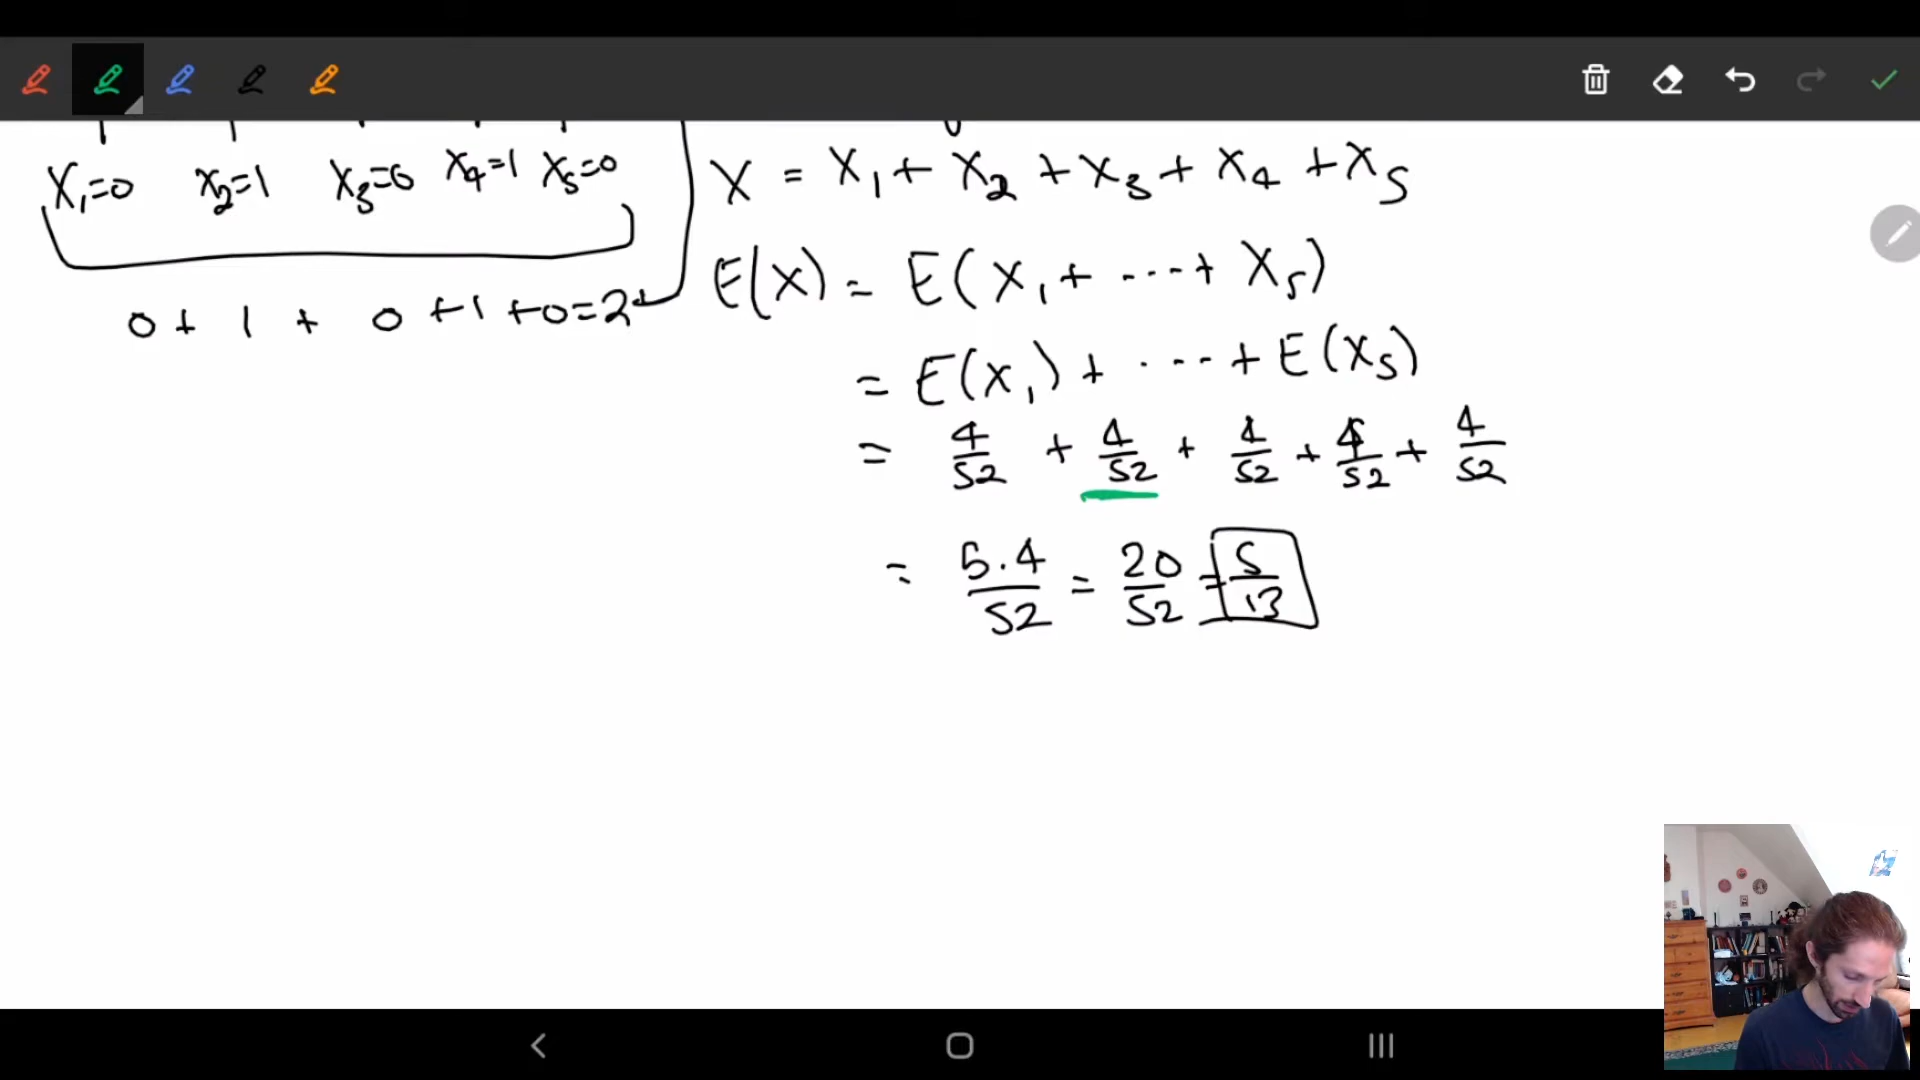 X₁=0 X₂=1 X₃=0 X₄=1 X₅=0
0 + 1 + 0 + 1 + 0 = 2
X = X₁ + X₂ + X₃ + X₄ + X₅
E(X) = E(X₁ + ---+ X₅)
= E(X₁) + ---- + E(X₅)
= 4/52 + 4/52 + 4/52 + 4/52 + 4/52
= 5.4/52 = 20/52 = 5/13